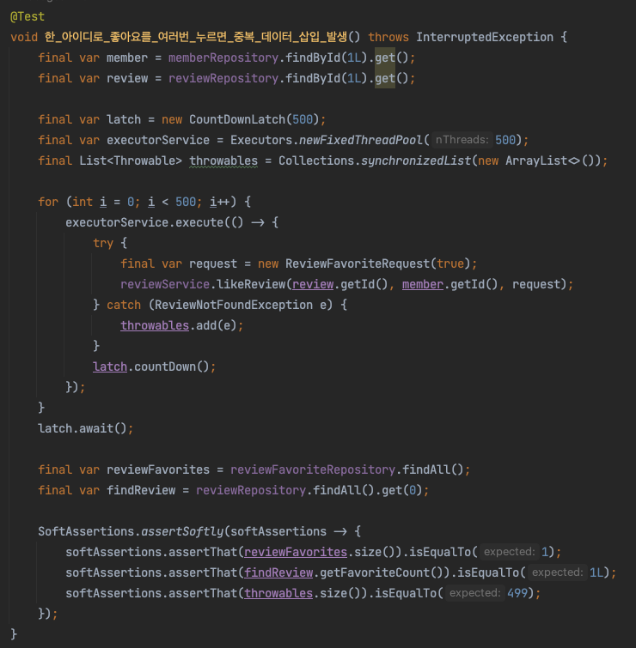 @Test
void 한_아이디로_좋아요를_여러번_누르면_중복_데이터_삽입_발생() throws InterruptedException {
    final var member = memberRepository.findById(1L).get();
    final var review = reviewRepository.findById(1L).get();

    final var latch = new CountDownLatch(500);
    final var executorService = Executors.newFixedThreadPool( nThreads: 500);
    final List<Throwable> throwables = Collections.synchronizedList(new ArrayList<>());

    for (int i = 0; i < 500; i++) {
        executorService.execute(() -> {
            try {
                final var request = new ReviewFavoriteRequest(true);
                reviewService.likeReview(review.getId(), member.getId(), request);
            } catch (ReviewNotFoundException e) {
                throwables.add(e);
            }
            latch.countDown();
        });
    }
    latch.await();

    final var reviewFavorites = reviewFavoriteRepository.findAll();
    final var findReview = reviewRepository.findAll().get(0);

    SoftAssertions.assertSoftly(softAssertions -> {
        softAssertions.assertThat(reviewFavorites.size()).isEqualTo( expected: 1);
        softAssertions.assertThat(findReview.getFavoriteCount()).isEqualTo( expected: 1L);
        softAssertions.assertThat(throwables.size()).isEqualTo( expected: 499);
    });
}